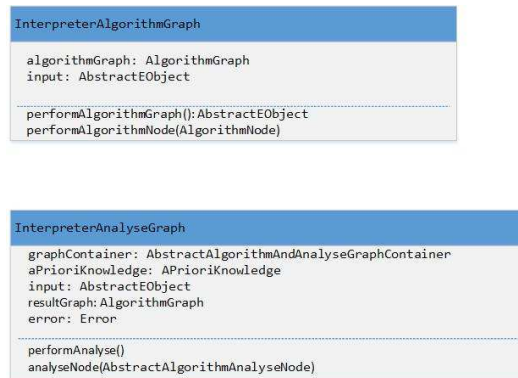 InterpreterAlgorithmGraph
algorithmGraph: AlgorithmGraph
input: AbstractEObject
performAlgorithmGraph():AbstractEObject
performAlgorithmNode(AlgorithmNode)
InterpreterAnalyseGraph
graphContainer: AbstractAlgorithmAndAnalyseGraphContainer
aPrioriKnowledge: APrioriKnowledge
input: AbstractEObject
resultGraph: AlgorithmGraph
error: Error
performAnalyse()
analyseNode(AbstractAlgorithmAnalyseNode)